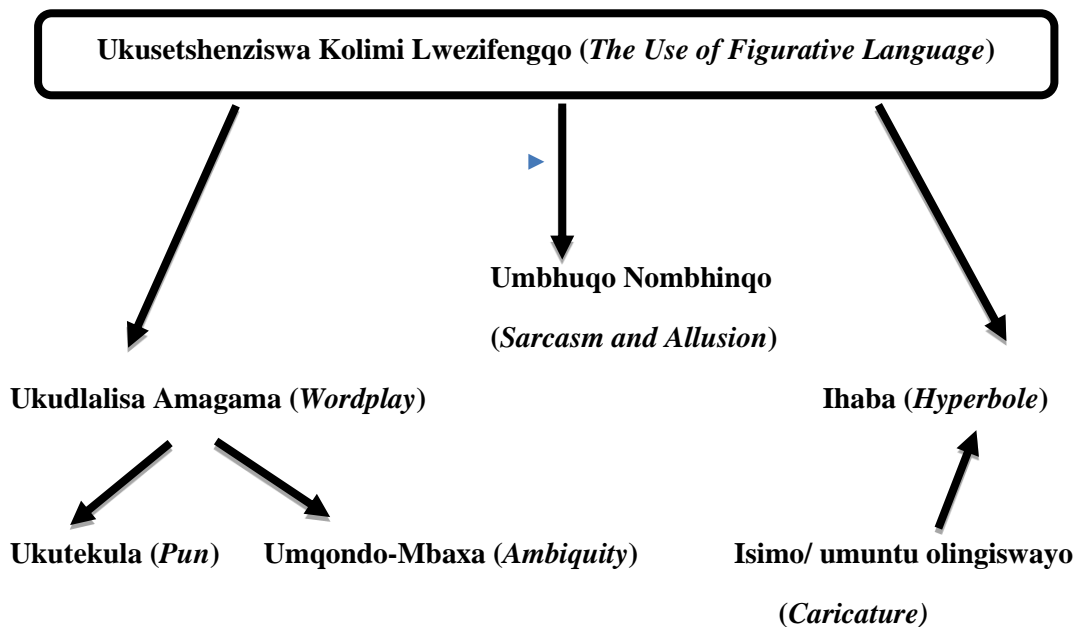 Ukusetshenziswa Kolimi Lwezifengqo (The Use of Figurative Language)
Umbhuqo Nombhinqo
(Sarcasm and Allusion)
Ukudlalisa Amagama (Wordplay)
Ihaba (Hyperbole)
Ukutekula (Pun)
Umqondo-Mbaxa (Ambiquity)
Isimo/ umuntu olingiswayo
(Caricature)